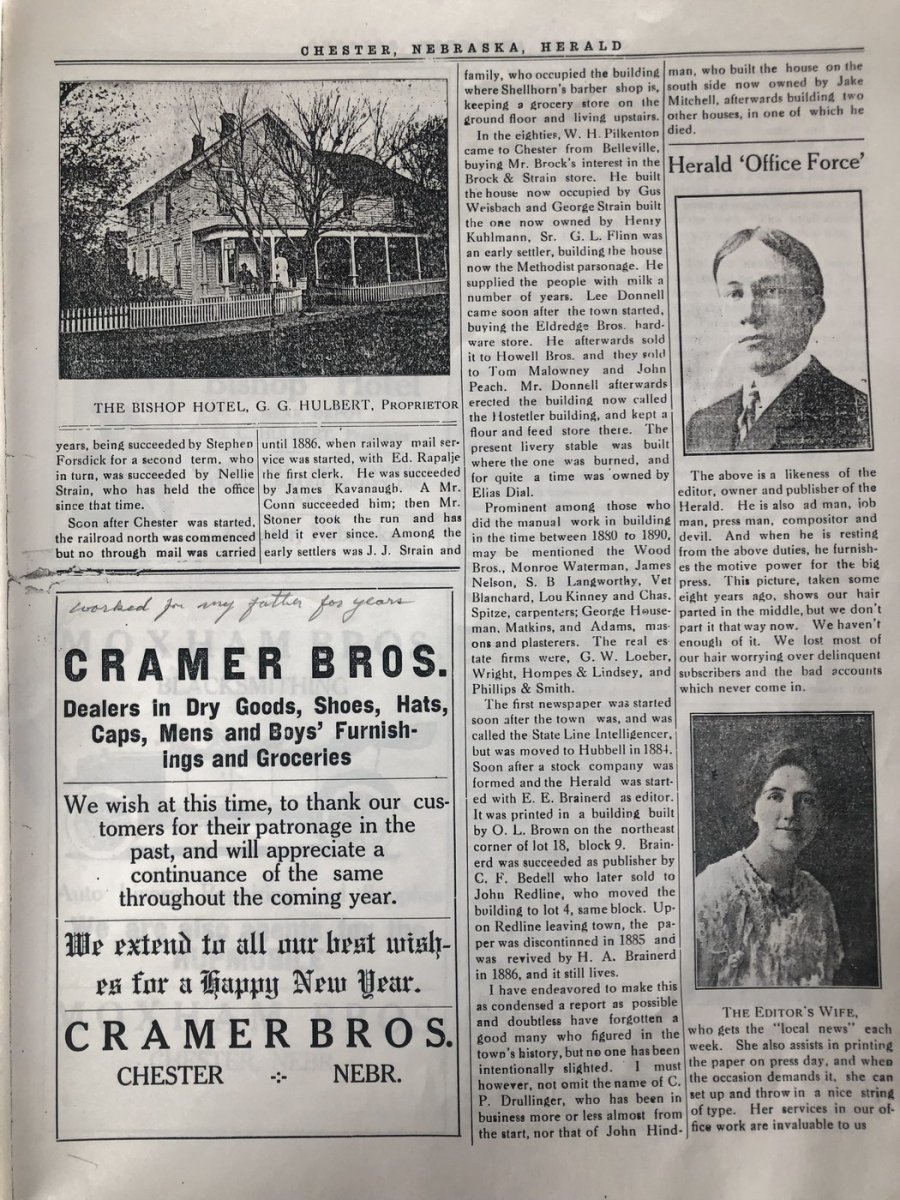 CHESTER, NEBRASKA, HERALD
THE BISHOP HOTEL, G. G. HULBERT, PROPRIETOR
years, being succeeded by Stephen
Forsdick for a second term, who
in turn, was succeeded by Nellie
Strain, who has held the office
since that time.
Soon after Chester was started,
the railroad north was commenced
but no through mail was carried
until 1886, when railway mail ser-
vice was started, with Ed. Rapalje
the first clerk. He was succeeded
by James Kavanaugh. A Mr.
Conn succeeded him; then Mr.
Stoner took the run and has
held it ever since. Among the
early settlers was J. J. Strain and
worked for my father for years
CRAMER BROS.
Dealers in Dry Goods, Shoes, Hats,
Caps, Mens and Boys' Furnish-
ings and Groceries
We wish at this time, to thank our cus-
tomers for their patronage in the
past, and will appreciate a
continuance of the same
throughout the coming year.
We extend to all our best wish-
es for a Happy New Year.
CRAMER BROS.
CHESTER -:- NEBR.
family, who occupied the building
where Shellhorn's barber shop is,
keeping a grocery store on the
ground floor and living upstairs.
In the eighties, W. H. Pilkenton
came to Chester from Belleville,
buying Mr. Brock's interest in the
Brock & Strain store. He built
the house now occupied by Gus
Weisbach and George Strain built
the one now owned by Henry
Kuhlmann, Sr. G. L. Flinn was
an early settler, building the house
now the Methodist parsonage. He
supplied the people with milk a
number of years. Lee Donnell
came soon after the town started,
buying the Eldredge Bros. hard-
ware store. He afterwards sold
it to Howell Bros. and they sold
to Tom Malowney and John
Peach. Mr. Donnell afterwards
erected the building now called
the Hostetler building, and kept a
flour and feed store there. The
present livery stable was built
where the one was burned, and
for quite a time was owned by
Elias Dial.
Prominent among those who
did the manual work in building
in the time between 1880 to 1890,
may be mentioned the Wood
Bros., Monroe Waterman, James
Nelson, S. B Langworthy, Vet
Blanchard, Lou Kinney and Chas.
Spitze, carpenters; George House-
man, Matkins, and Adams, mas-
ons and plasterers. The real es-
tate firms were, G. W. Loeber,
Wright, Hompes & Lindsey, and
Phillips & Smith.
The first newspaper was started
soon after the town was, and was
called the State Line Intelligencer,
but was moved to Hubbell in 1884.
Soon after a stock company was
formed and the Herald was start-
ed with E. E. Brainerd as editor.
It was printed in a building built
by O. L. Brown on the northeast
corner of lot 18, block 9. Brain-
erd was succeeded as publisher by
C. F. Bedell who later sold to
John Redline, who moved the
building to lot 4, same block. Up-
on Redline leaving town, the pa-
per was discontinned in 1885 and
was revived by H. A. Brainerd
in 1886, and it still lives.
I have endeavored to make this
as condensed a report as possible
and doubtless have forgotten a
good many who figured in the
town's history, but no one has been
intentionally slighted. I must
however, not omit the name of C.
P. Drullinger, who has been in
business more or less almost from
the start, nor that of John Hind-
man, who built the house on the
south side now owned by Jake
Mitchell, afterwards building two
other houses, in one of which he
died.
Herald 'Office Force'
The above is a likeness of the
editor, owner and publisher of the
Herald. He is also ad man, job
man, press man, compositor and
devil. And when he is resting
from the above duties, he furnish-
es the motive power for the big
press. This picture, taken some
eight years ago, shows our hair
parted in the middle, but we don't
part it that way now. We haven't
enough of it. We lost most of
our hair worrying over delinquent
subscribers and the bad accounts
which never come in.
THE EDITOR'S WIFE,
who gets the "local news" each
week. She also assists in printing
the paper on press day, and when
the occasion demands it, she can
set up and throw in a nice string
of type. Her services in our of-
fice work are invaluable to us